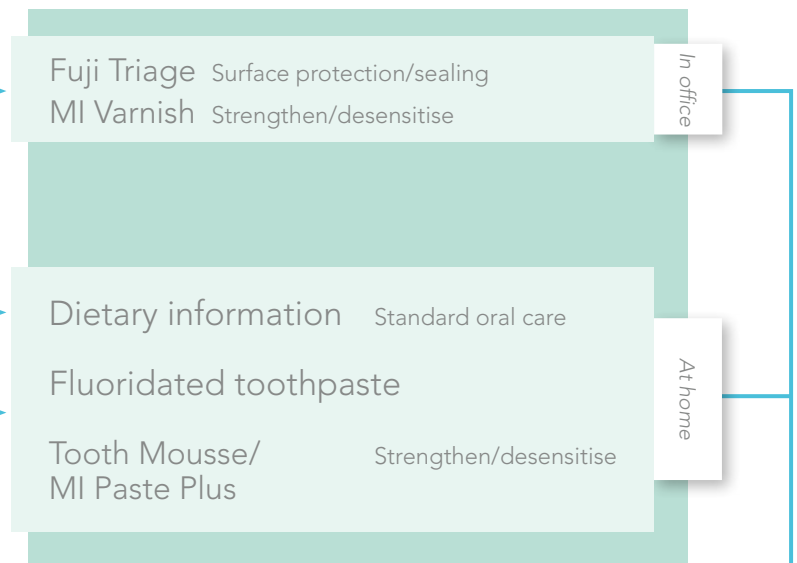 Fuji Triage Surface protection/sealing
MI Varnish Strengthen/desensitise
In office
Dietary information Standard oral care
Fluoridated toothpaste
Tooth Mousse/ Strengthen/desensitise
MI Paste Plus
At home